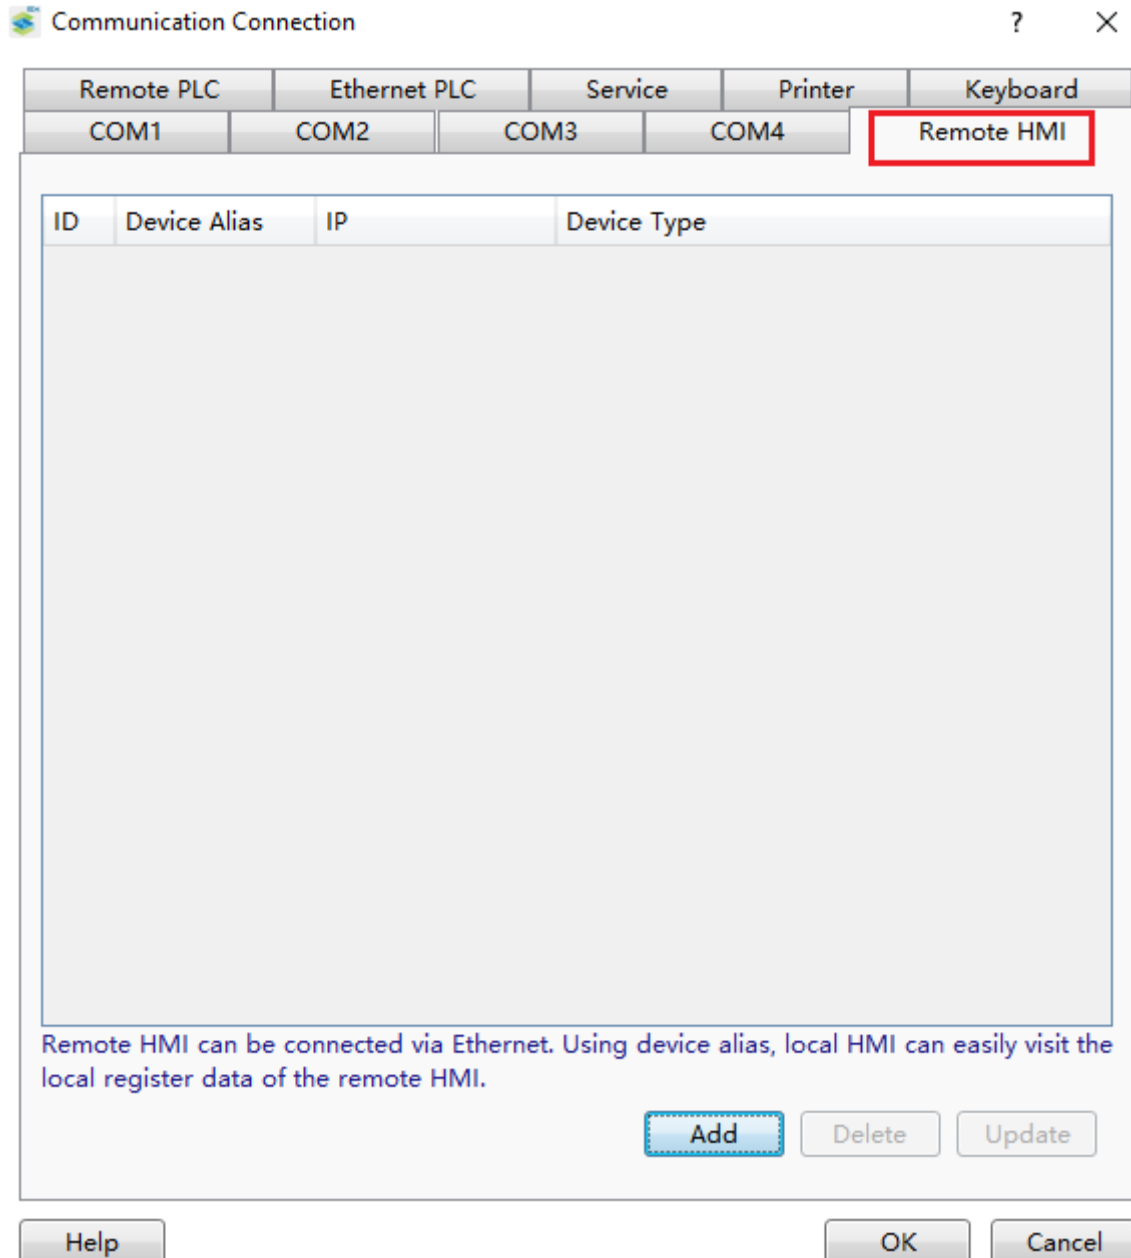 Communication Connection
?
Remote PLC Ethernet PLC Service Printer Keyboard
COM1 COM2 COM3 COM4 Remote HMI
ID Device Alias IP Device Type
Remote HMI can be connected via Ethernet. Using device alias, local HMI can easily visit the
local register data of the remote HMI.
Add Delete Update
Help OK Cancel